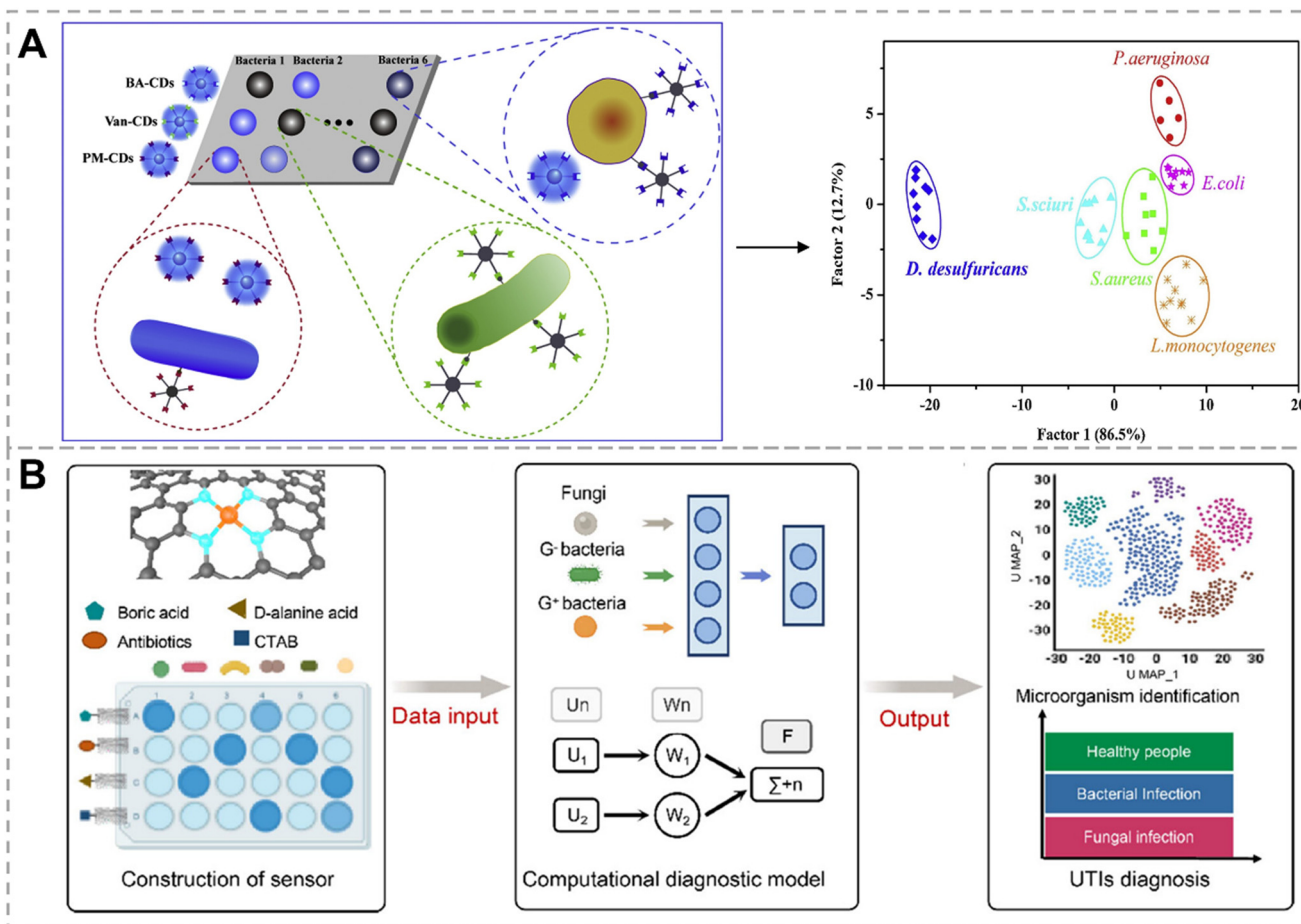 A
Bacteria 1 Bacteria 2 Bacteria 6
BA-CDs
Van-CDs
PM-CDs
P.aeruginosa
E.coli
S.sciuri
D. desulfuricans
S.aureus
L.monocytogenes
Factor 2 (12.7%)
5
0
-5
-10
-20 -10 0 10 20
Factor 1 (86.5%)
B
Boric acid D-alanine acid
Antibiotics CTAB
1 2 3 4 5 6
A
B
C
D
Construction of sensor
Data input
Fungi
G- bacteria
G+ bacteria
Un Wn
F
U1 W1
∑+n
U2 W2
Computational diagnostic model
Output
U MAP_2
30
20
10
0
-10
-20
-30
-30 -20 -10 0 10 20 30
U MAP_1
Microorganism identification
Healthy people
Bacterial Infection
Fungal infection
UTIs diagnosis